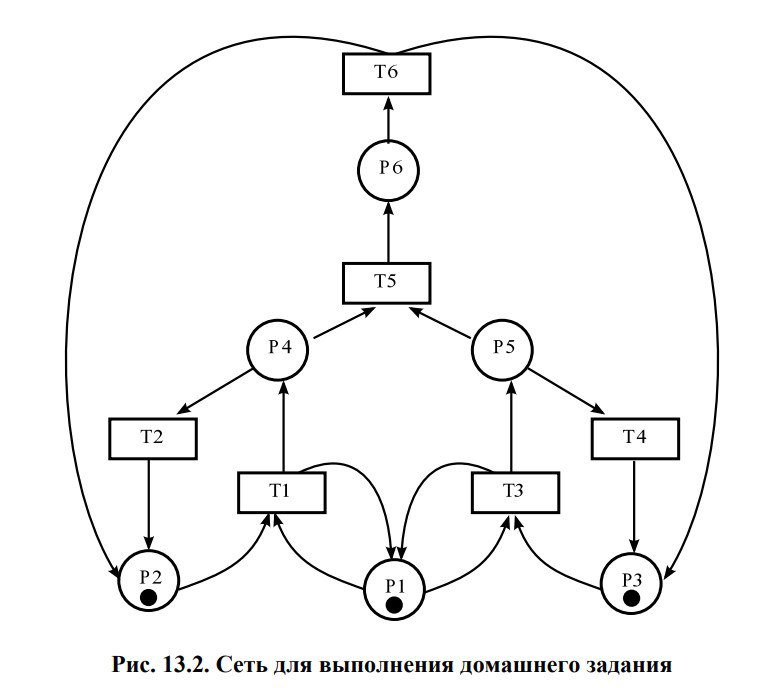 T6
P6
T5
P4
P5
T2
T4
T1
T3
P2
P1
P3
Рис. 13.2. Сеть для выполнения домашнего задания